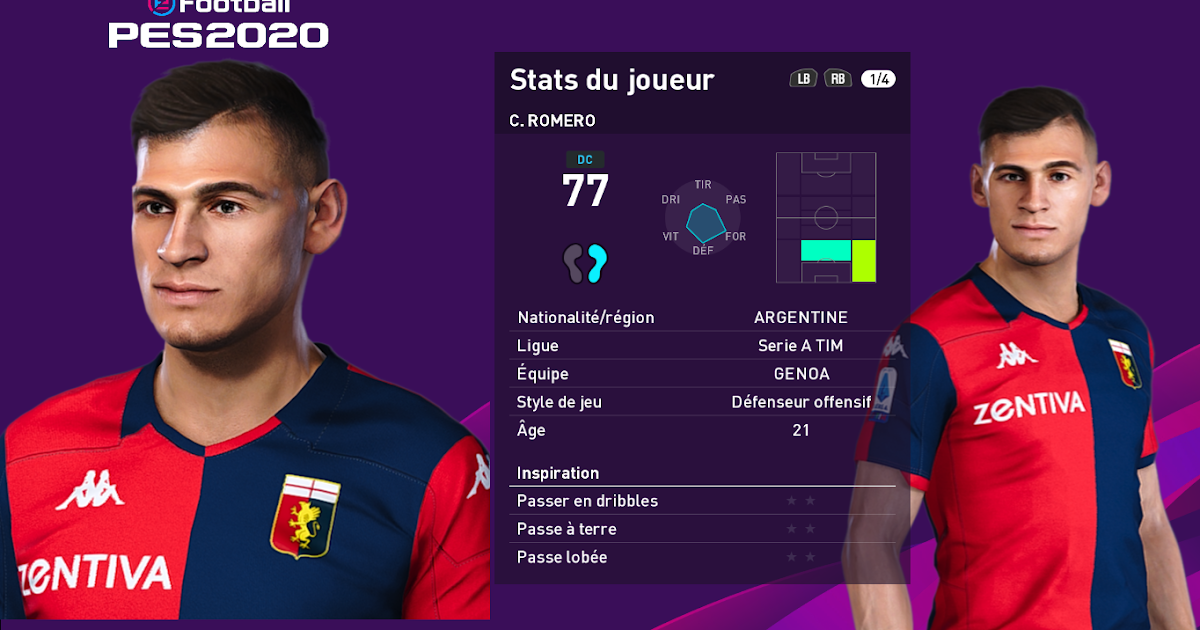 eFootball
PES2020
Stats du joueur
LB RB 1/4
C. ROMERO
DC
77
TIR
DRI PAS
VIT FOR
DÉF
Nationalité/région ARGENTINE
Ligue Serie A TIM
Équipe GENOA
Style de jeu Défenseur offensif
Âge 21
Inspiration
Passer en dribbles
Passe à terre
Passe lobée
ZENTIVA
ZENTIVA